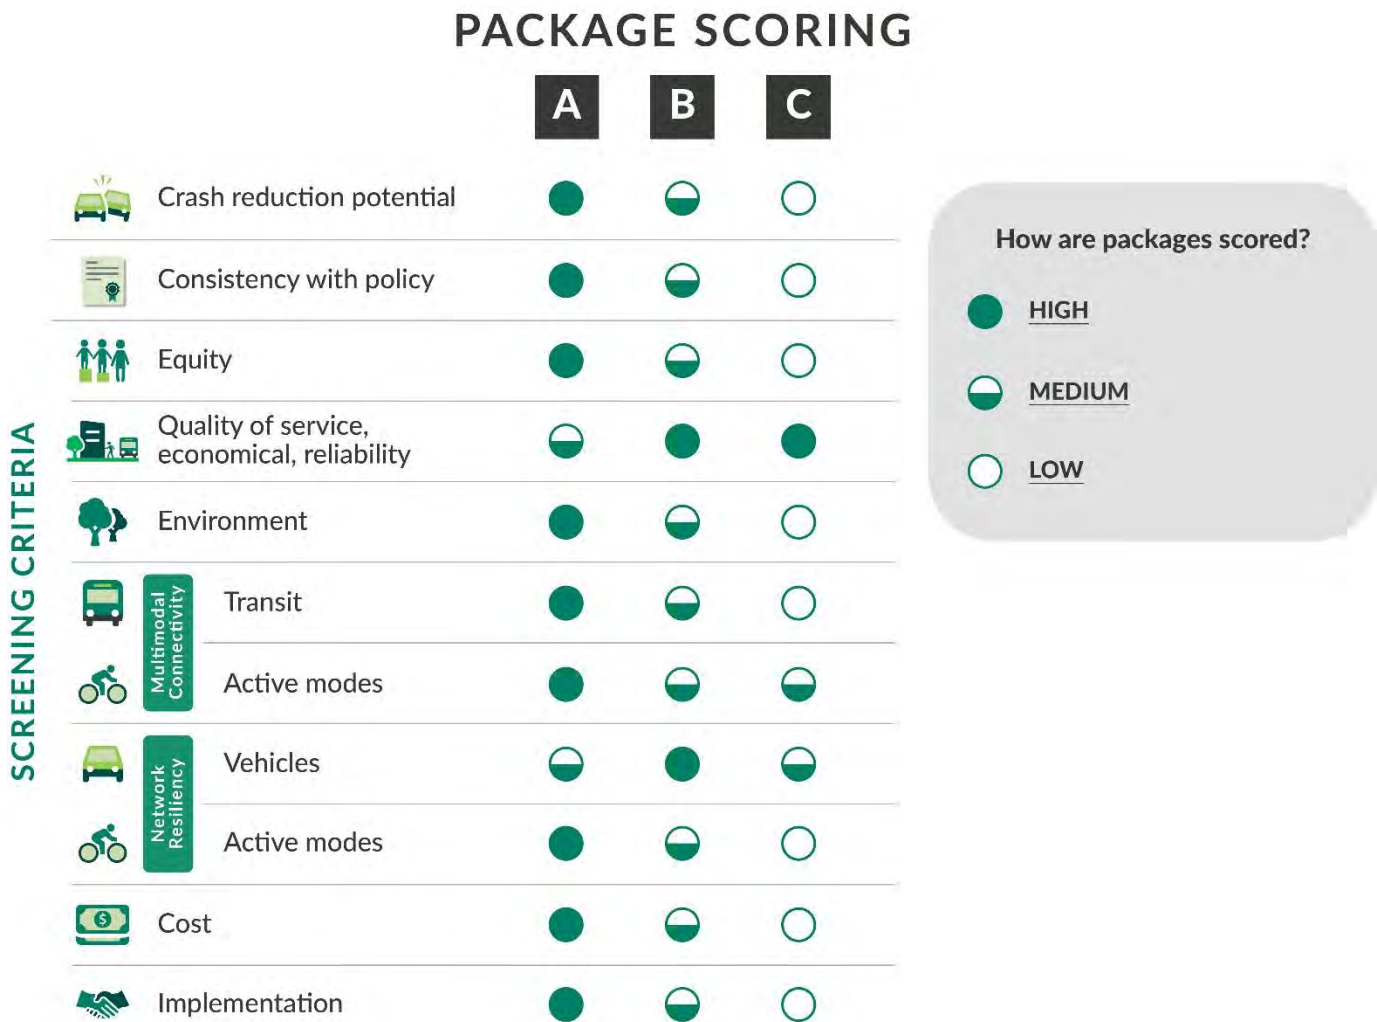 PACKAGE SCORING
A B C
Crash reduction potential
Consistency with policy
Equity
Quality of service,
economical, reliability
Environment
Multimodal
Connectivity
Transit
Active modes
Network
Resiliency
Vehicles
Active modes
$
Cost
Implementation
SCREENING CRITERIA
How are packages scored?
HIGH
MEDIUM
LOW